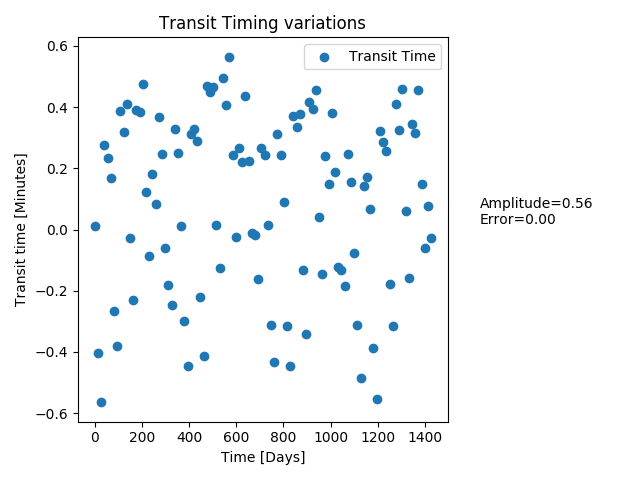 Transit Timing variations
Transit Time
Transit time [Minutes]
0.6
0.4
0.2
0.0
−0.2
−0.4
−0.6
0 200 400 600 800 1000 1200 1400
Time [Days]
Amplitude=0.56
Error=0.00